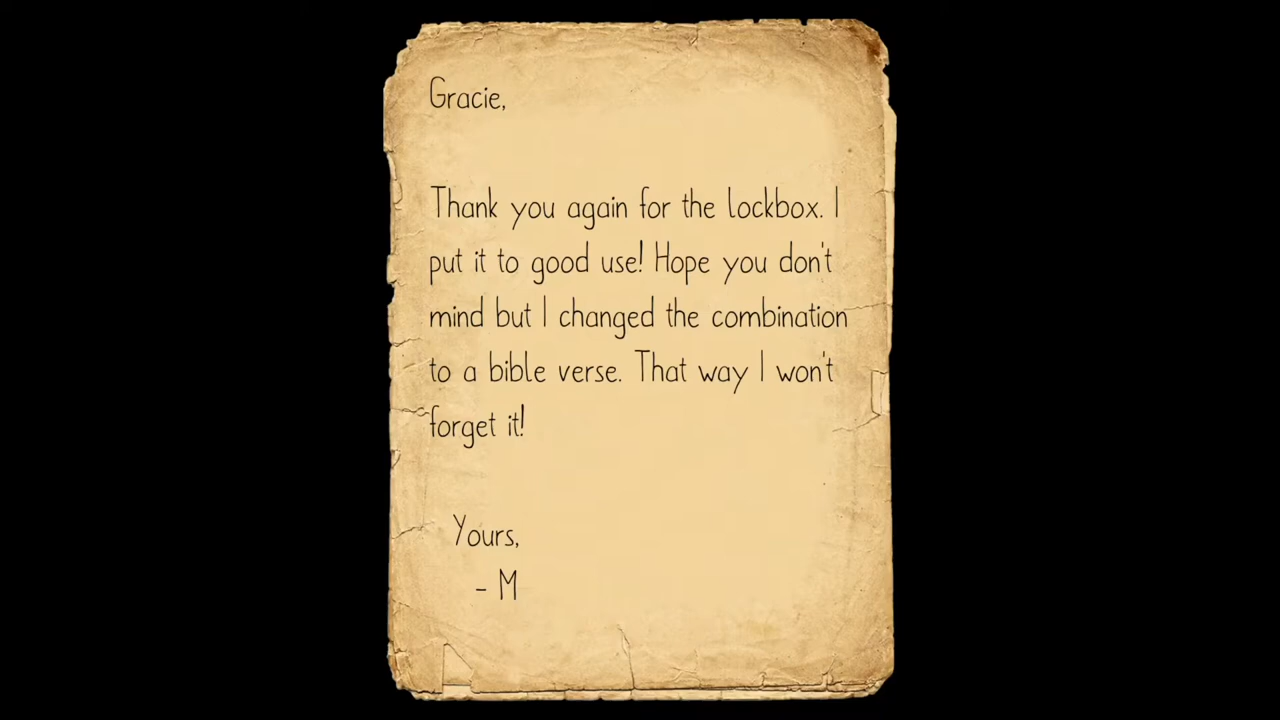 Gracie,
Thank you again for the lockbox. I
put it to good use! Hope you don't
mind but I changed the combination
to a bible verse. That way I won't
forget it!
Yours,
- M